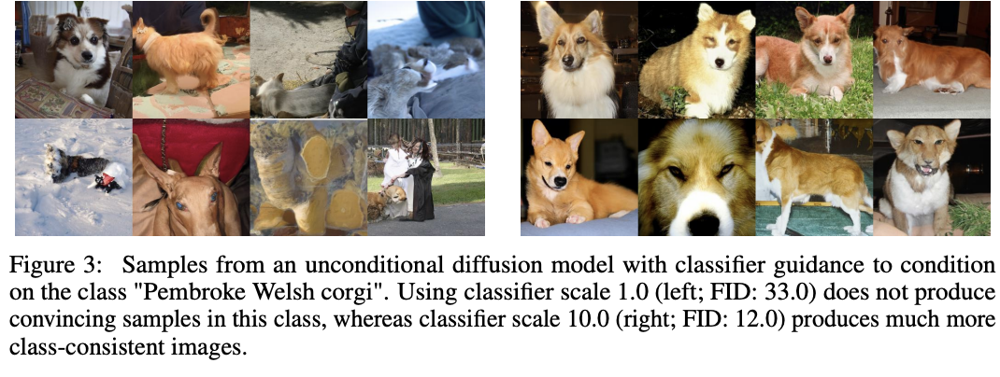 Figure 3: Samples from an unconditional diffusion model with classifier guidance to condition
on the class "Pembroke Welsh corgi". Using classifier scale 1.0 (left; FID: 33.0) does not produce
convincing samples in this class, whereas classifier scale 10.0 (right; FID: 12.0) produces much more
class-consistent images.